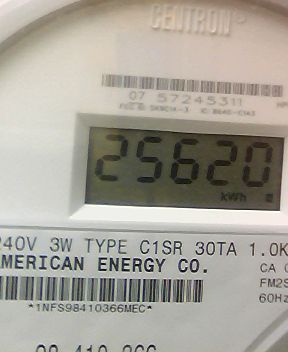 CENTRON®
07 57245311
25620
kWh
240V 3W TYPE C1SR 30TA 1.0K
AMERICAN ENERGY CO.
CA
FM2S
60Hz
*1NFS98410366MEC*